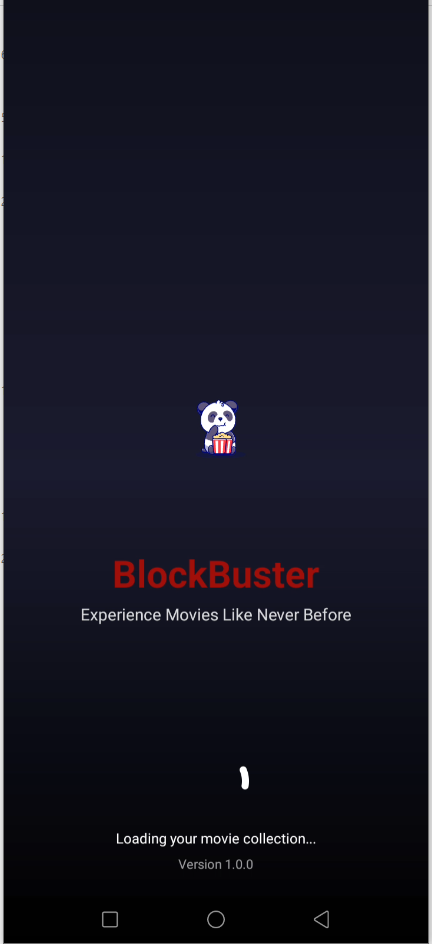 BlockBuster
Experience Movies Like Never Before
Loading your movie collection...
Version 1.0.0